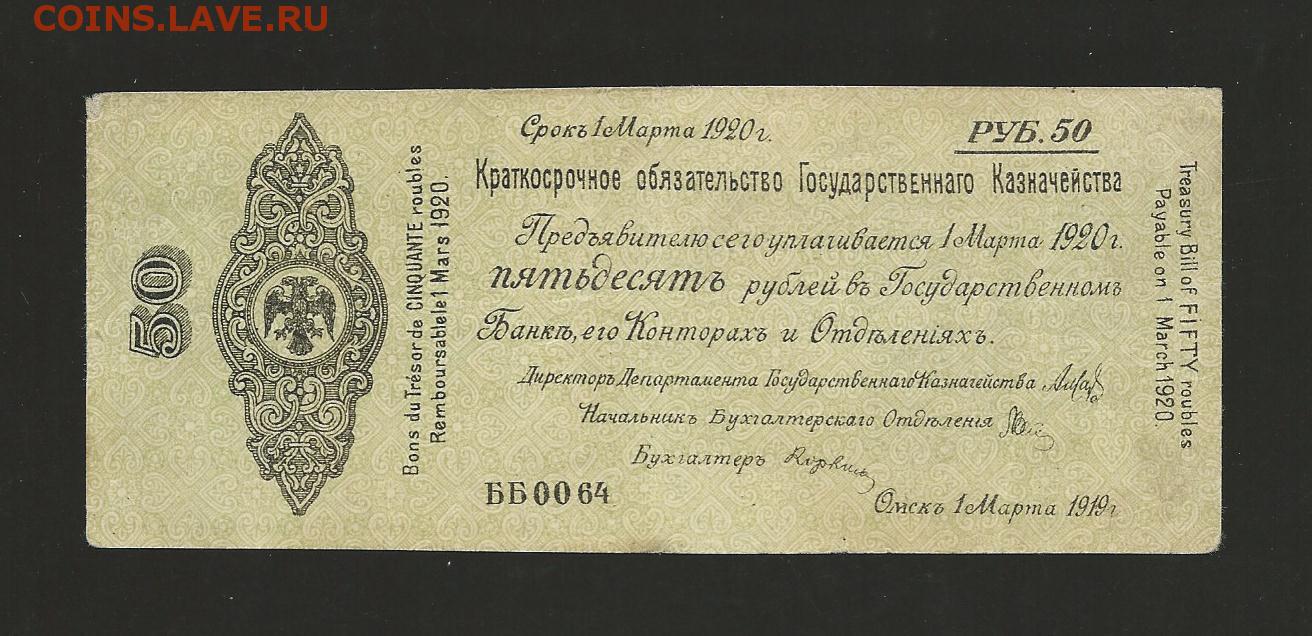 COINS.LAVE.RU
Срокъ 1 Марта 1920 г.
РУБ. 50
Краткосрочное обязательство Государственнаго Казначейства
Предъявителю сего уплачивается 1 Марта 1920 г.
пятьдесятъ рублей въ Государственномъ
Банкѣ, его Конторахъ и Отдѣленіяхъ.
Директоръ Департамента Государственнаго Казначейства
Начальникъ Бухгалтерскаго Отдѣленія
Бухгалтеръ
ББ0064
Омскъ 1 Марта 1919 г
50
Bons du Trésor de CINQUANTE roubles
Remboursable le 1 Mars 1920.
Treasury Bill of FiFTY roubles
Payable on 1 March 1920.